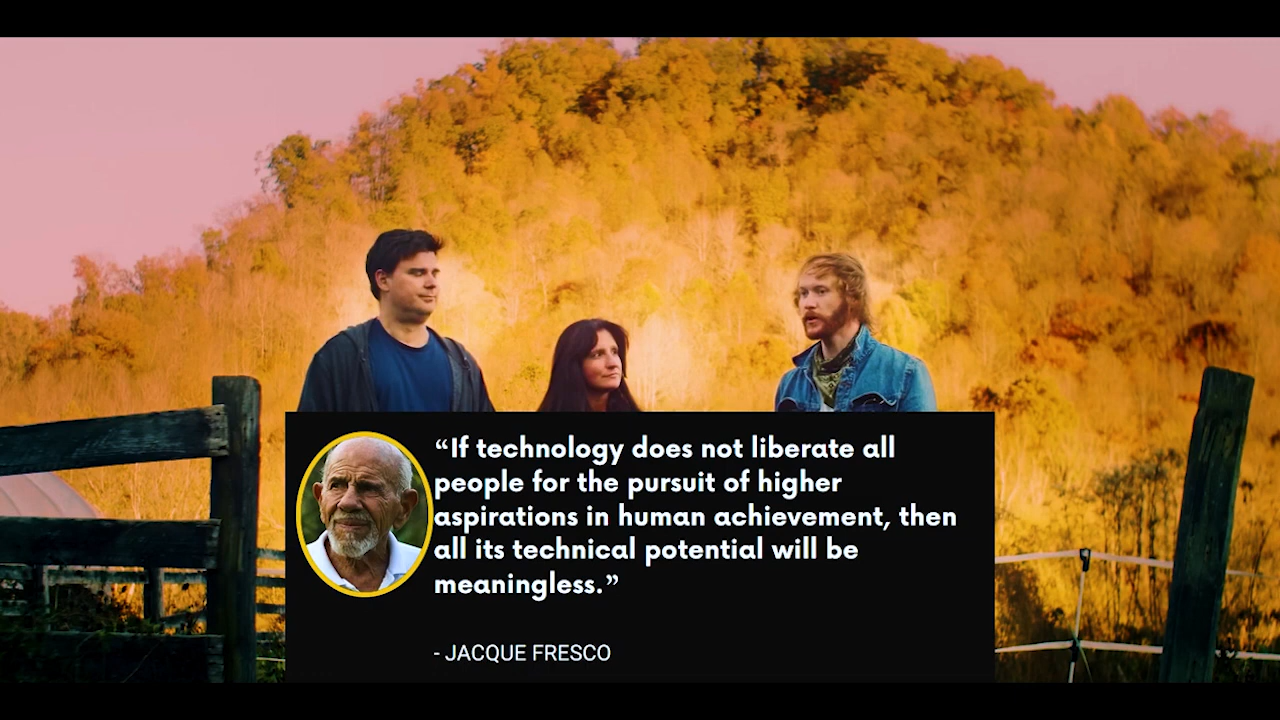 “If technology does not liberate all
people for the pursuit of higher
aspirations in human achievement, then
all its technical potential will be
meaningless.”
- JACQUE FRESCO